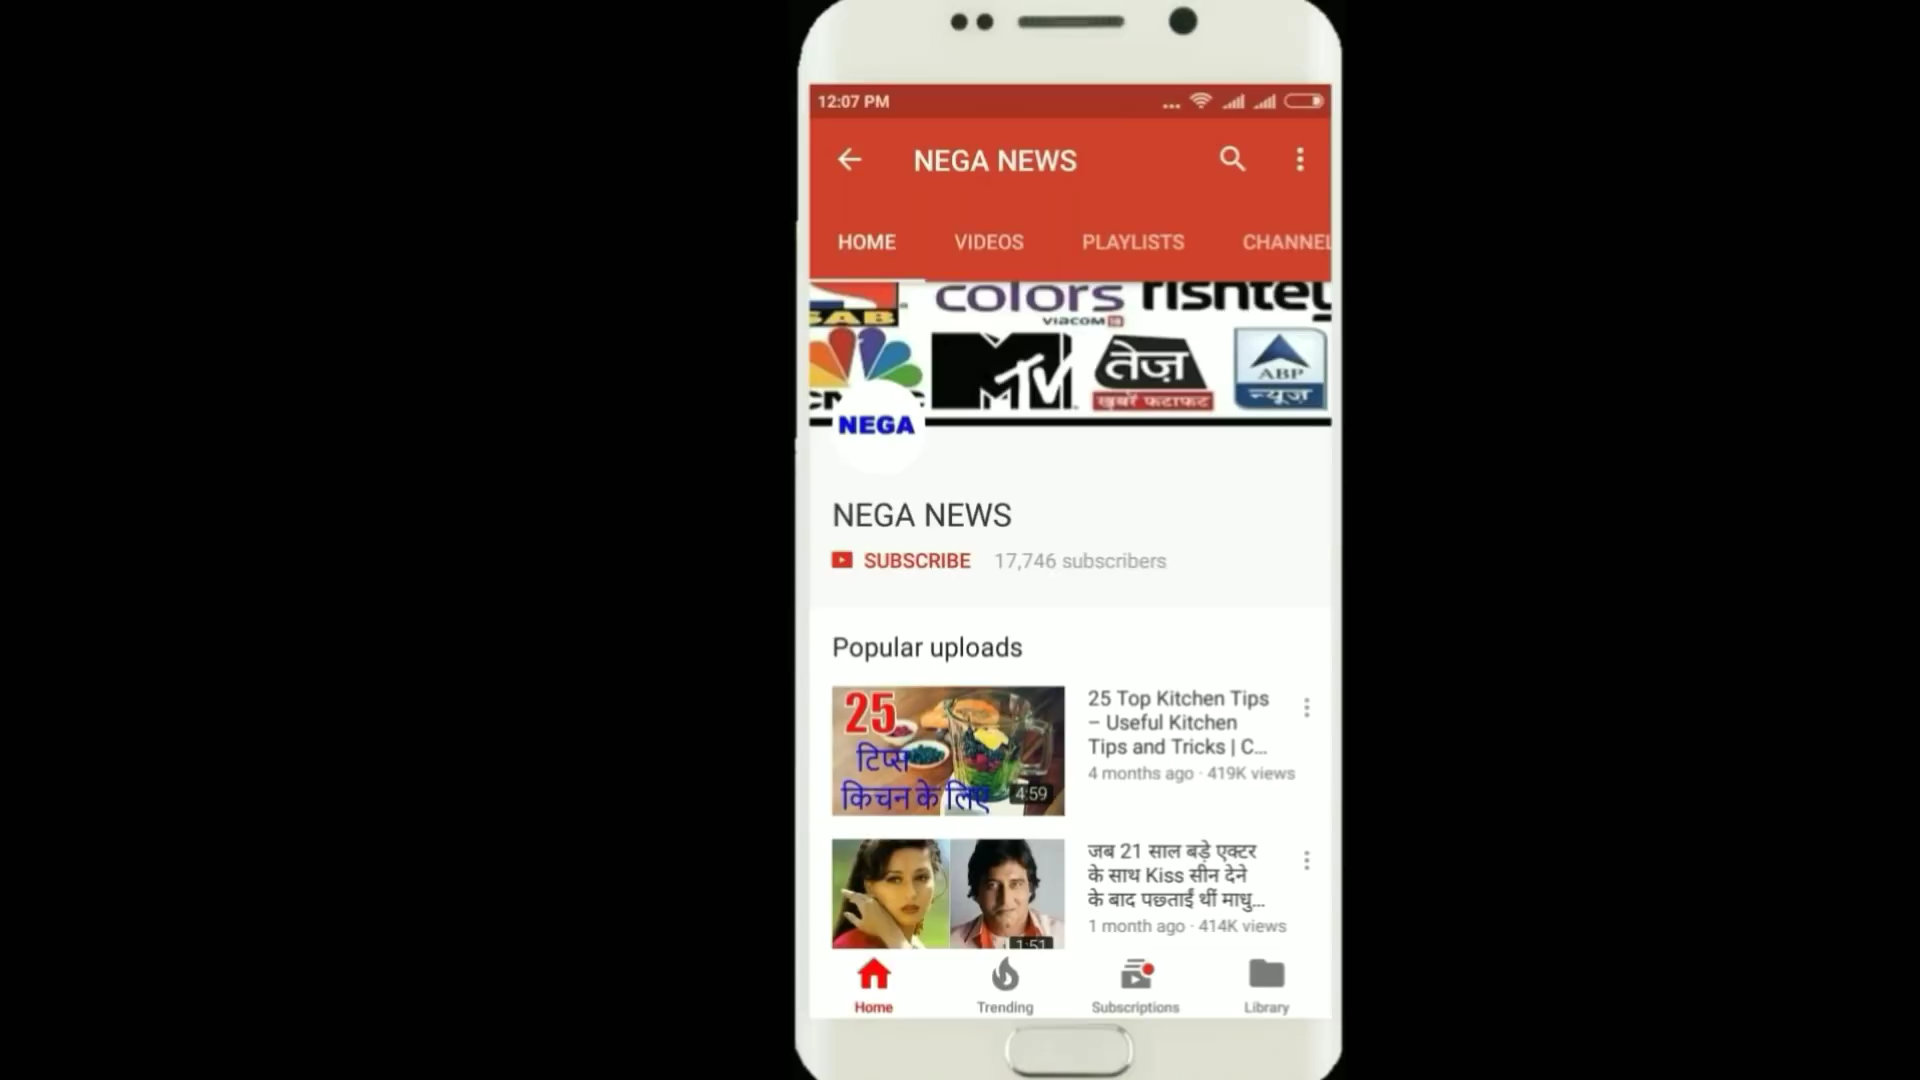 12:07 PM
NEGA NEWS
HOME VIDEOS PLAYLISTS CHANNEL
SAB colors rishtey
VIACOM 18
MTV तेज़ ABP
ख़बरें फटाफट न्यूज़
NEGA
NEGA NEWS
SUBSCRIBE 17,746 subscribers
Popular uploads
25
टिप्स
किचन के लिए
4:59
25 Top Kitchen Tips
– Useful Kitchen
Tips and Tricks | C...
4 months ago · 419K views
1:51
जब 21 साल बड़े एक्टर
के साथ Kiss सीन देने
के बाद पछ्ताईं थीं माधु...
1 month ago · 414K views
Home Trending Subscriptions Library